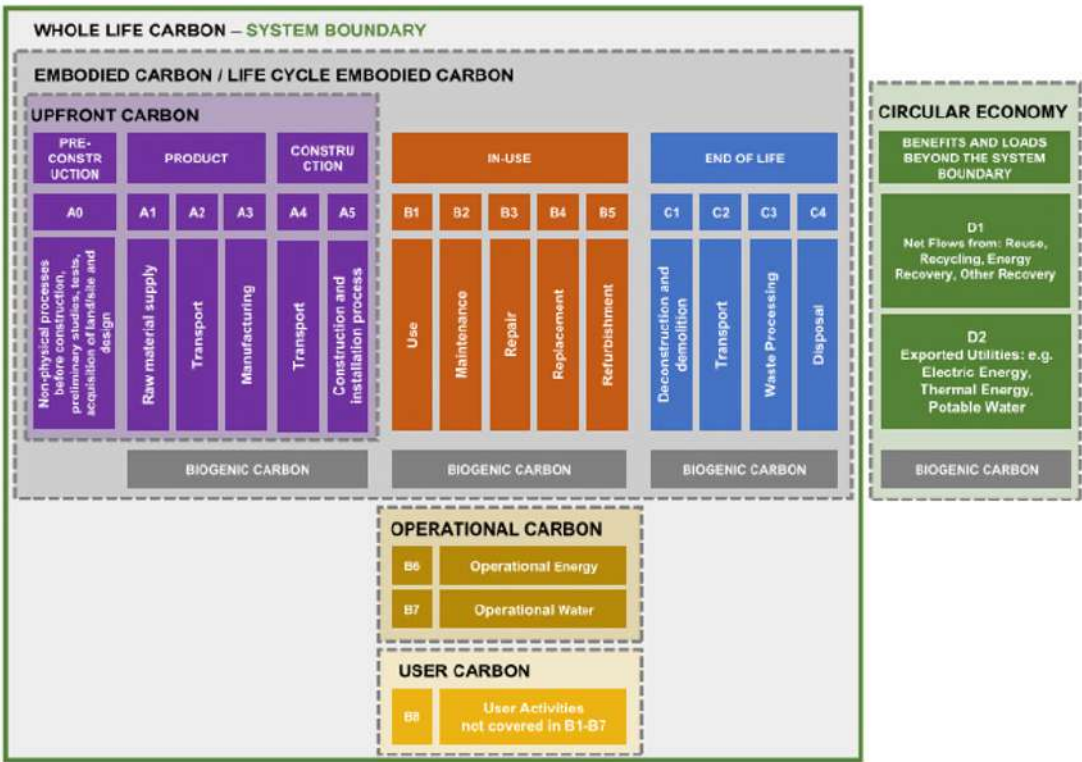 WHOLE LIFE CARBON – SYSTEM BOUNDARY
EMBODIED CARBON / LIFE CYCLE EMBODIED CARBON
UPFRONT CARBON
PRE-
CONSTR
UCTION
PRODUCT
CONSTRU
CTION
IN-USE
END OF LIFE
A0
A1
A2
A3
A4
A5
B1
B2
B3
B4
B5
C1
C2
C3
C4
Non-physical processes
before construction,
preliminary studies, tests,
acquisition of land/site and
design
Raw material supply
Transport
Manufacturing
Transport
Construction and
installation process
Use
Maintenance
Repair
Replacement
Refurbishment
Deconstruction and
demolition
Transport
Waste Processing
Disposal
BIOGENIC CARBON
BIOGENIC CARBON
BIOGENIC CARBON
OPERATIONAL CARBON
B6
Operational Energy
B7
Operational Water
USER CARBON
B8
User Activities
not covered in B1-B7
CIRCULAR ECONOMY
BENEFITS AND LOADS
BEYOND THE SYSTEM
BOUNDARY
D1
Net Flows from: Reuse,
Recycling, Energy
Recovery, Other Recovery
D2
Exported Utilities: e.g.
Electric Energy,
Thermal Energy,
Potable Water
BIOGENIC CARBON